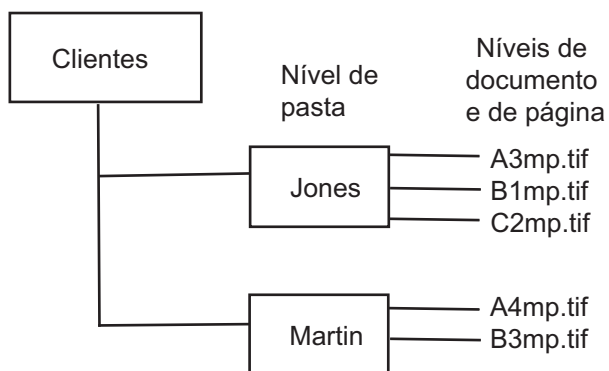 Clientes
Nível de
pasta
Níveis de
documento
e de página
Jones
A3mp.tif
B1mp.tif
C2mp.tif
Martin
A4mp.tif
B3mp.tif